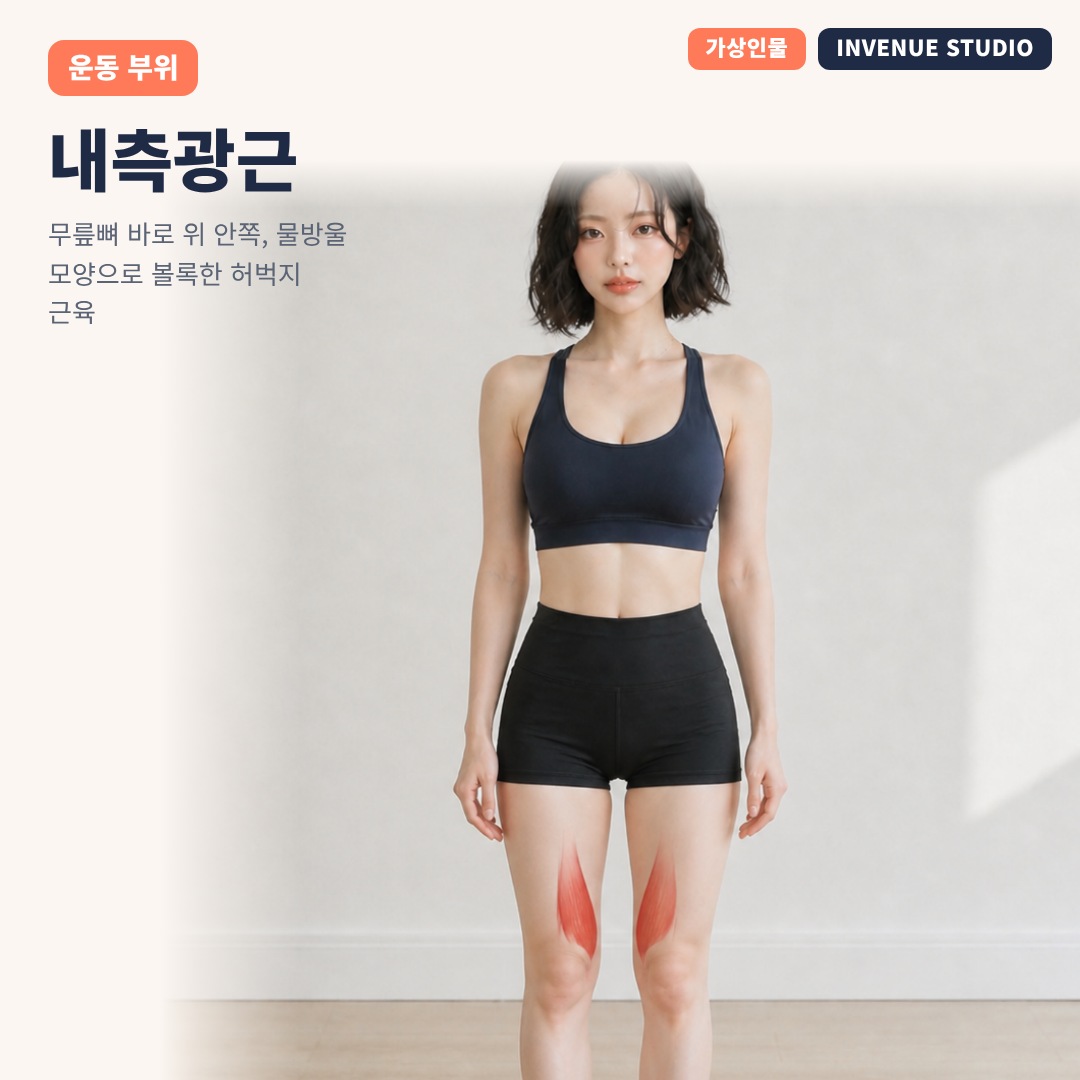 운동 부위
가상인물
INVENUE STUDIO
내측광근
무릎뼈 바로 위 안쪽, 물방울
모양으로 볼록한 허벅지
근육